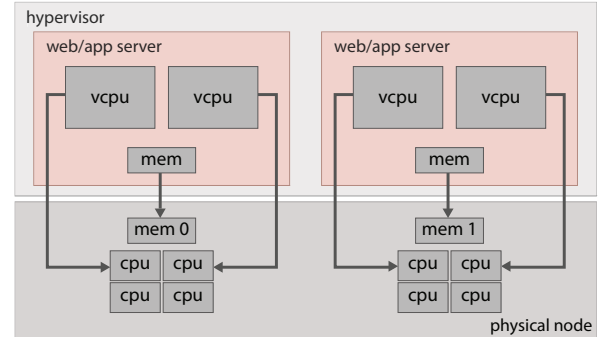 hypervisor
web/app server
web/app server
vcpu
vcpu
vcpu
vcpu
mem
mem
mem 0
mem 1
cpu
cpu
cpu
cpu
cpu
cpu
cpu
cpu
physical node